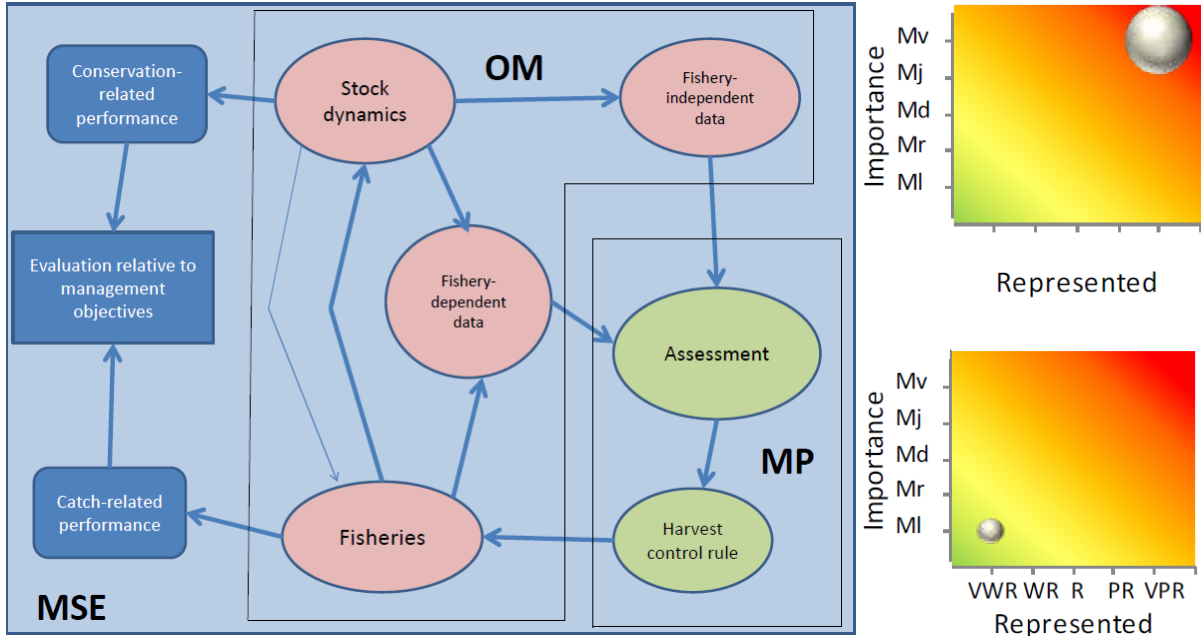 Conservation-
related
performance
Stock
dynamics
OM
Fishery-
independent
data
Evaluation relative to
management
objectives
Fishery-
dependent
data
Assessment
MP
Catch-related
performance
Fisheries
Harvest
control rule
MSE
Importance
Mv
Mj
Md
Mr
Ml
Represented
Importance
Mv
Mj
Md
Mr
Ml
VWR WR R PR VPR
Represented